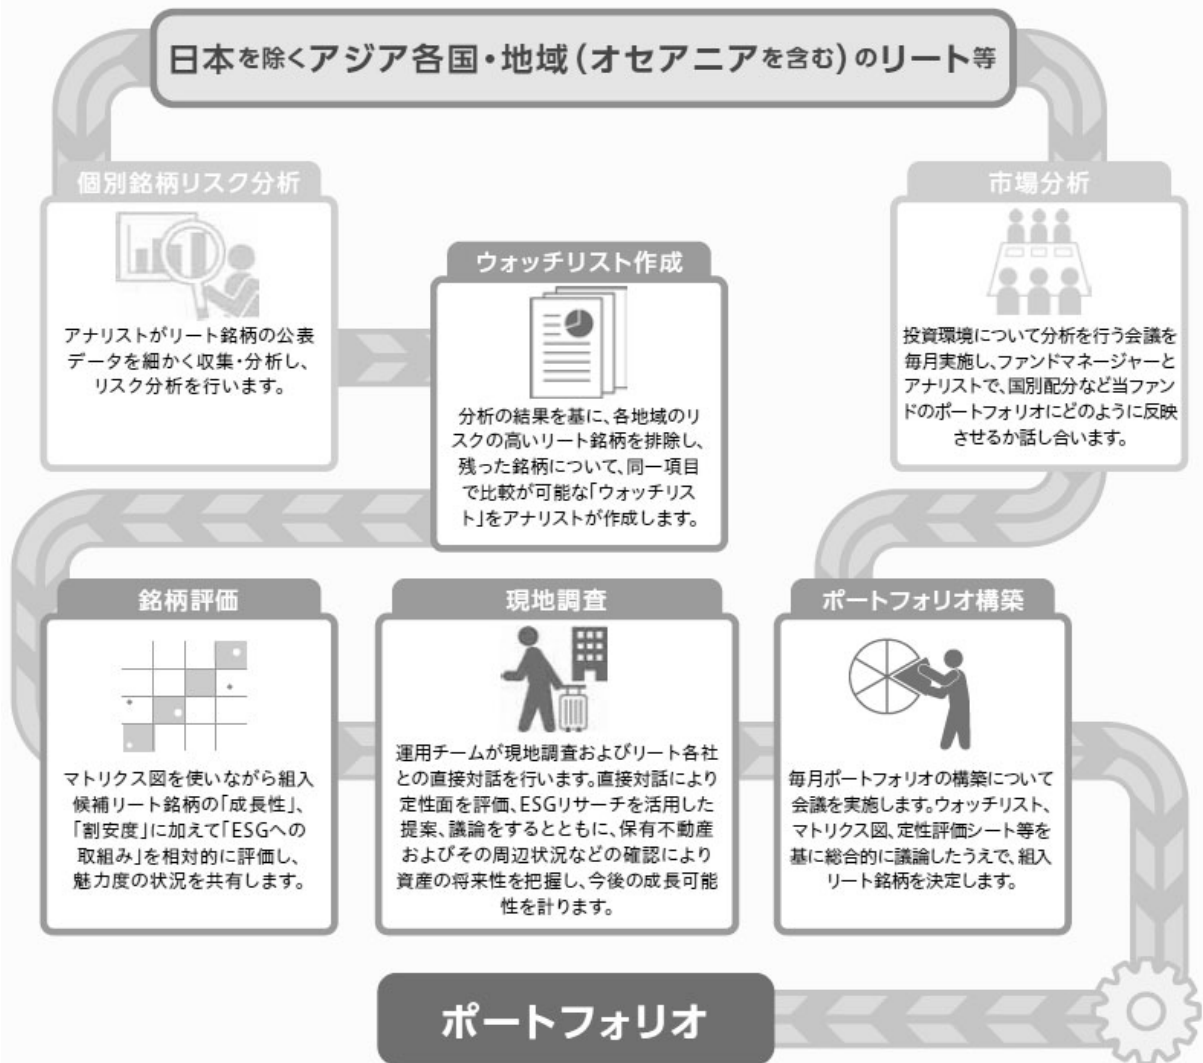 日本を除くアジア各国・地域(オセアニアを含む)のリート等
個別銘柄リスク分析
アナリストがリート銘柄の公表
データを細かく収集・分析し、
リスク分析を行います。
ウォッチリスト作成
分析の結果を基に、各地域のリ
スクの高いリート銘柄を排除し、
残った銘柄について、同一項目
で比較が可能な「ウォッチリス
ト」をアナリストが作成します。
市場分析
投資環境について分析を行う会議を
毎月実施し、ファンドマネージャーと
アナリストで、国別配分など当ファン
ドのポートフォリオにどのように反映
させるか話し合います。
銘柄評価
マトリクス図を使いながら組入
候補リート銘柄の「成長性」、
「割安度」に加えて「ESGへの
取組み」を相対的に評価し、
魅力度の状況を共有します。
現地調査
運用チームが現地調査およびリート各社
との直接対話を行います。直接対話により
定性面を評価、ESGリサーチを活用した
提案、議論をするとともに、保有不動産
およびその周辺状況などの確認により
資産の将来性を把握し、今後の成長可能
性を計ります。
ポートフォリオ構築
毎月ポートフォリオの構築について
会議を実施します。ウォッチリスト、
マトリクス図、定性評価シート等を
基に総合的に議論したうえで、組入
リート銘柄を決定します。
ポートフォリオ